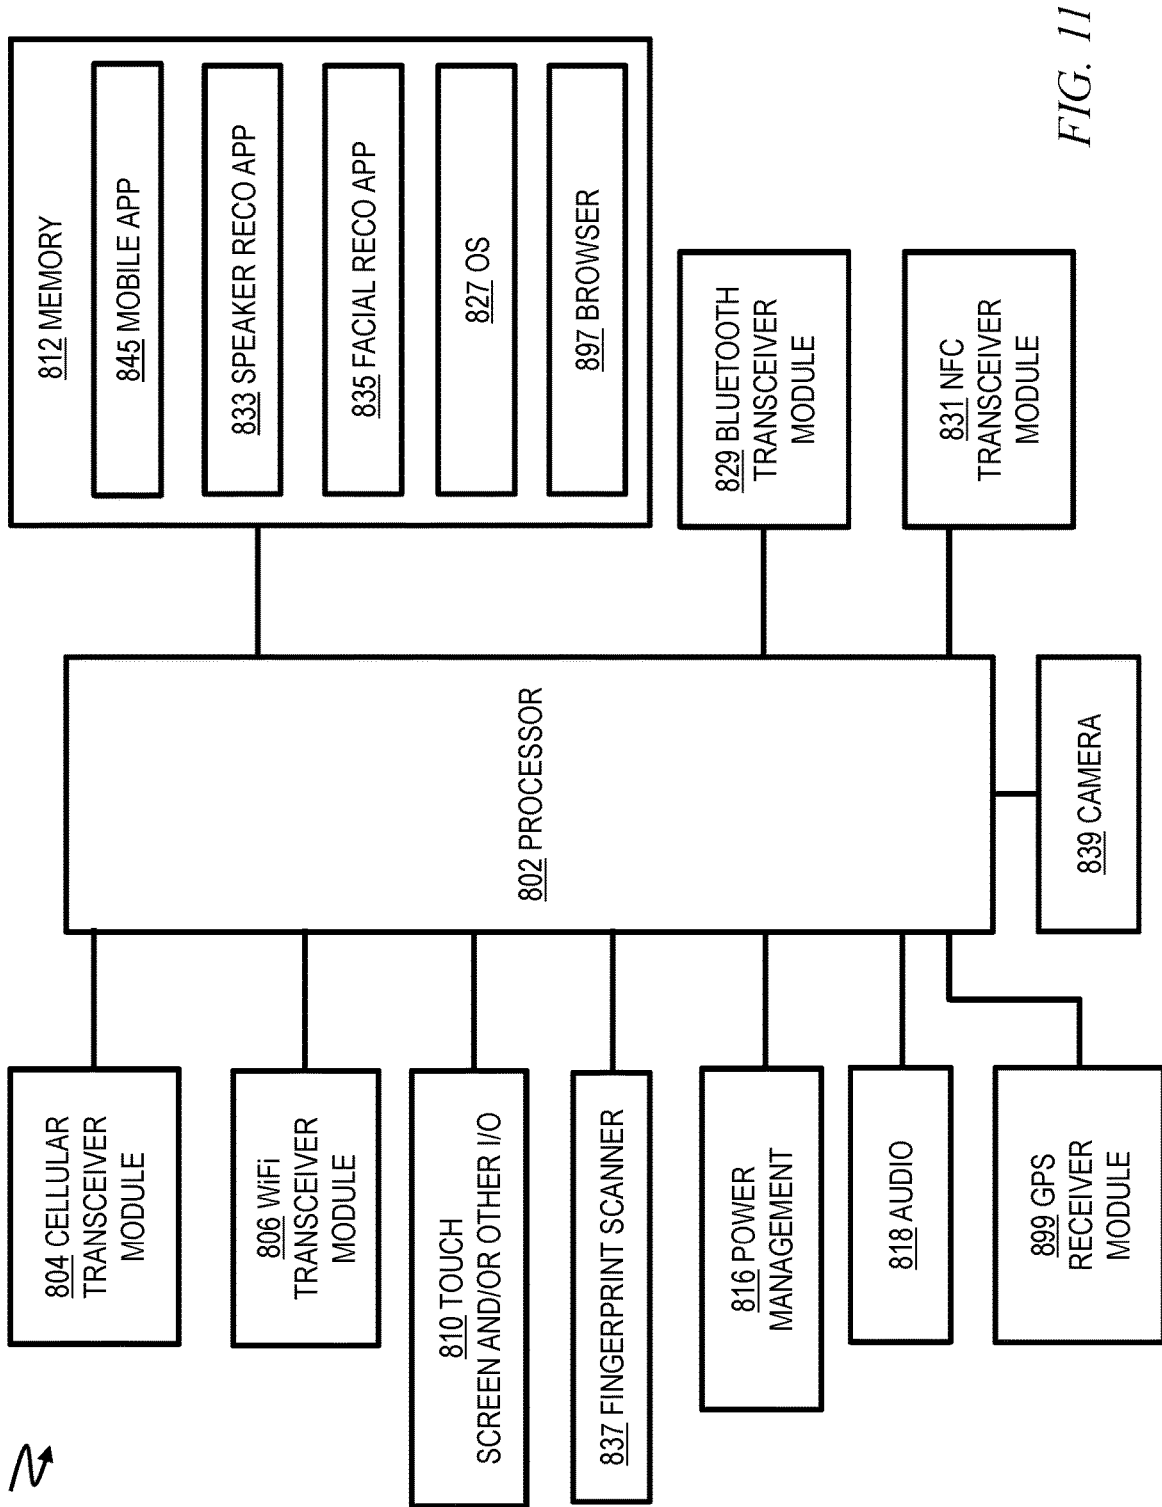 804 CELLULAR
TRANSCEIVER
MODULE
806 WiFi
TRANSCEIVER
MODULE
810 TOUCH
SCREEN AND/OR OTHER I/O
837 FINGERPRINT SCANNER
816 POWER
MANAGEMENT
818 AUDIO
899 GPS
RECEIVER
MODULE
802 PROCESSOR
839 CAMERA
812 MEMORY
845 MOBILE APP
833 SPEAKER RECO APP
835 FACIAL RECO APP
827 OS
897 BROWSER
829 BLUETOOTH
TRANSCEIVER
MODULE
831 NFC
TRANSCEIVER
MODULE
FIG. 11